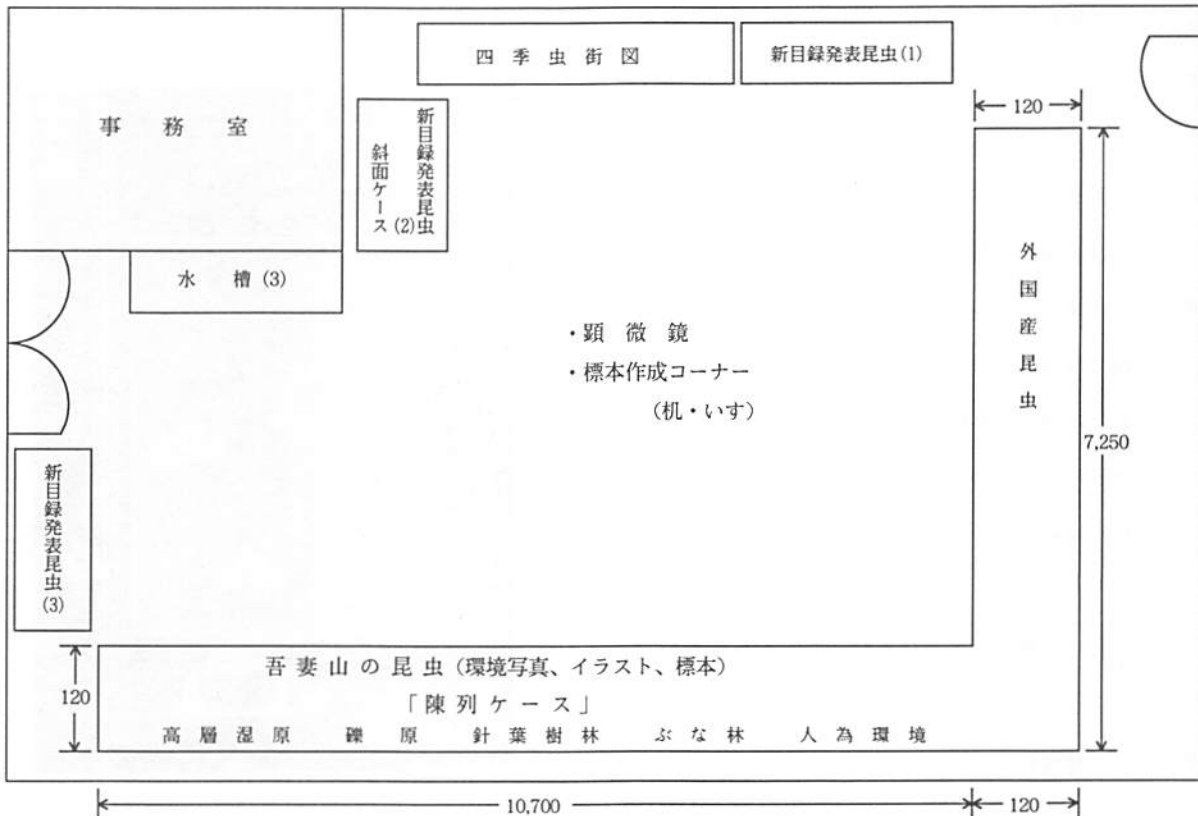 四季虫街図
新目録発表昆虫(1)
事務室
新目録発表昆虫(2)
斜面ケース
120
水槽(3)
外国産昆虫
・顕微鏡
・標本作成コーナー
(机・いす)
7,250
新目録発表昆虫(3)
吾妻山の昆虫(環境写真、イラスト、標本)
「陳列ケース」
高層湿原 礫原 針葉樹林 ぶな林 人為環境
120
10,700
120